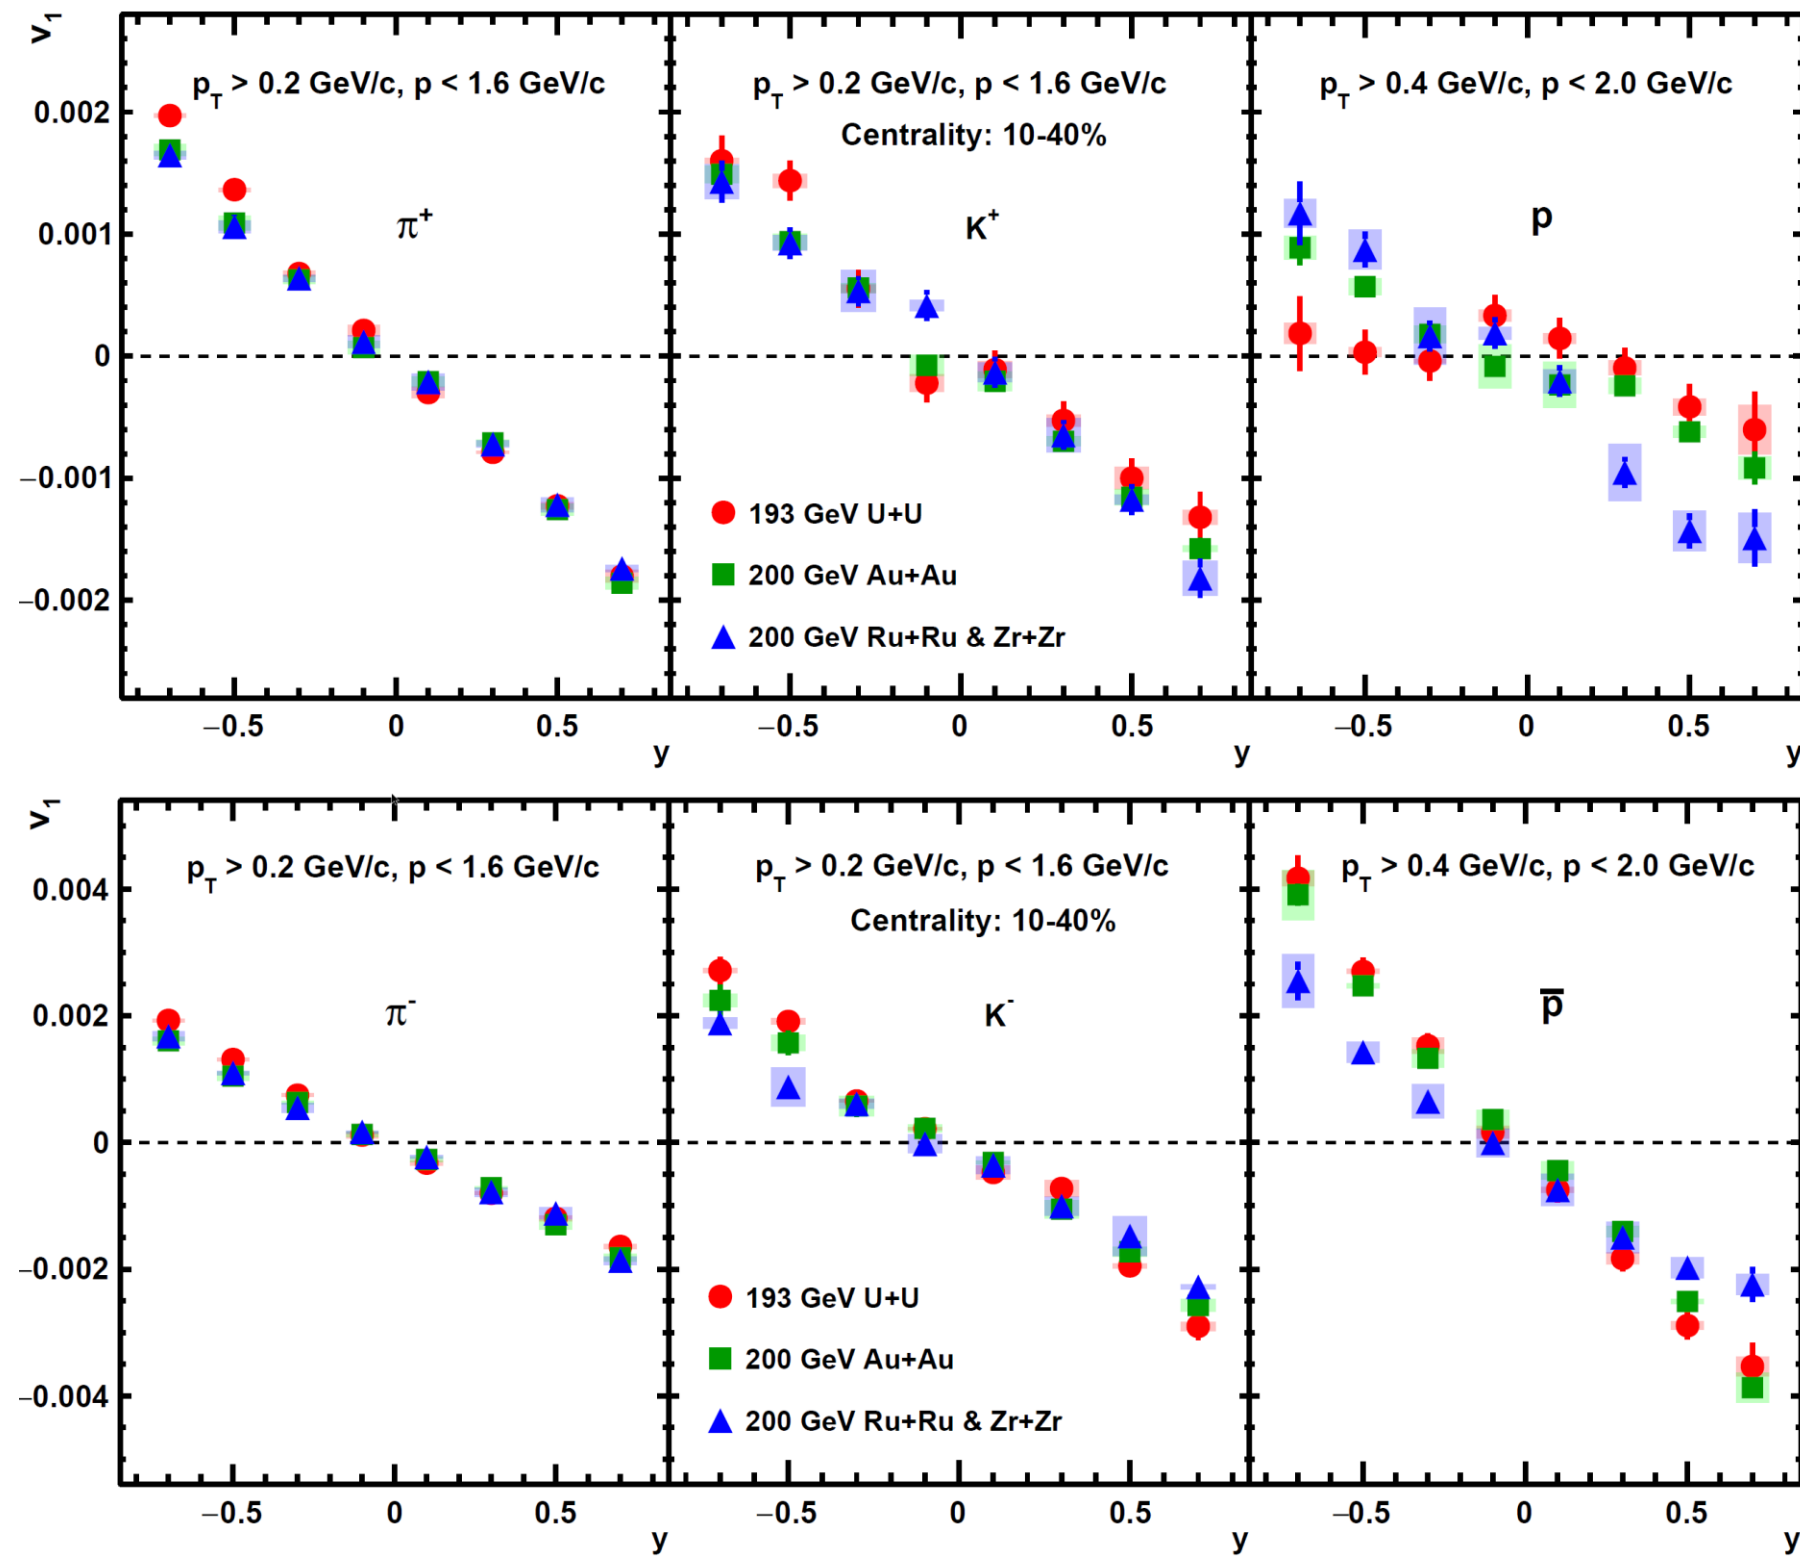 v1
pT > 0.2 GeV/c, p < 1.6 GeV/c
pT > 0.2 GeV/c, p < 1.6 GeV/c
pT > 0.4 GeV/c, p < 2.0 GeV/c
Centrality: 10-40%
π+
K+
p
0.002
0.001
0
−0.001
−0.002
193 GeV U+U
200 GeV Au+Au
200 GeV Ru+Ru & Zr+Zr
−0.5 0 0.5
−0.5 0 0.5
−0.5 0 0.5
y
y
y
v1
pT > 0.2 GeV/c, p < 1.6 GeV/c
pT > 0.2 GeV/c, p < 1.6 GeV/c
pT > 0.4 GeV/c, p < 2.0 GeV/c
Centrality: 10-40%
π-
K-
p̅
0.004
0.002
0
−0.002
−0.004
193 GeV U+U
200 GeV Au+Au
200 GeV Ru+Ru & Zr+Zr
−0.5 0 0.5
−0.5 0 0.5
−0.5 0 0.5
y
y
y